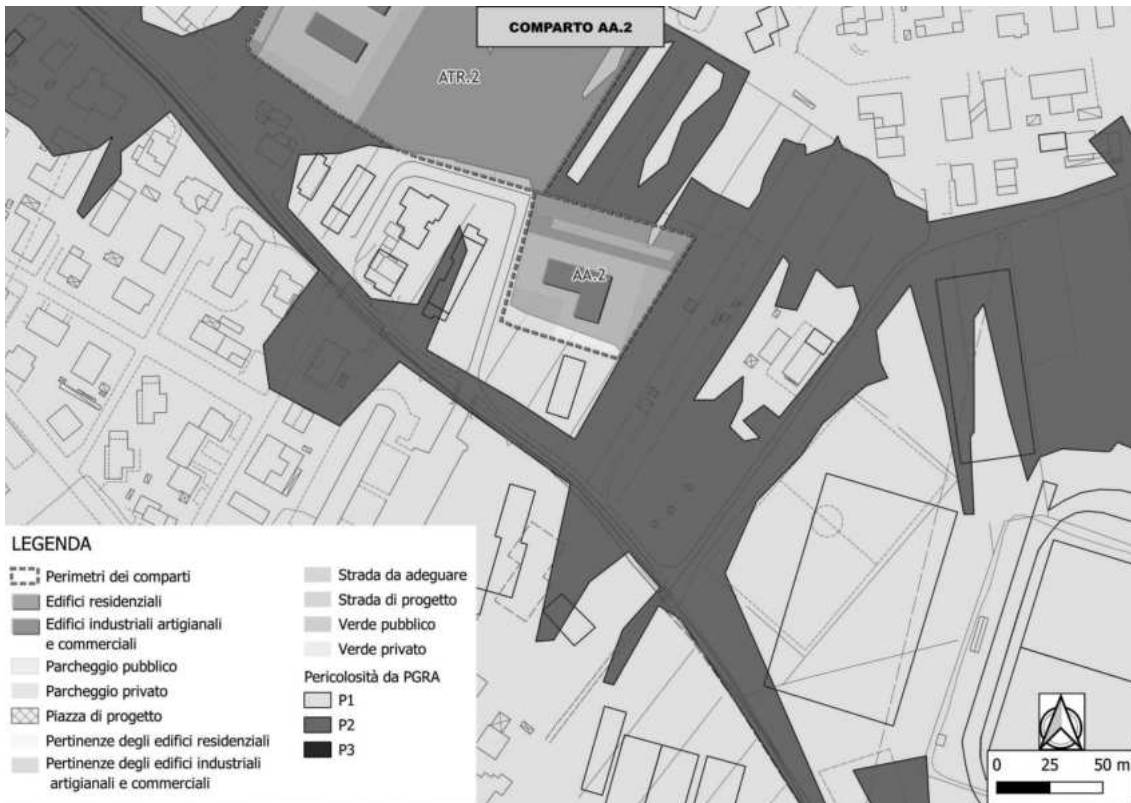 COMPARTO AA.2
ATR.2
AA.2
LEGENDA
Perimetri dei comparti
Edifici residenziali
Edifici industriali artigianali
e commerciali
Parcheggio pubblico
Parcheggio privato
Piazza di progetto
Pertinenze degli edifici residenziali
Pertinenze degli edifici industriali
artigianali e commerciali
Strada da adeguare
Strada di progetto
Verde pubblico
Verde privato
Pericolosità da PGRA
P1
P2
P3
0 25 50 m